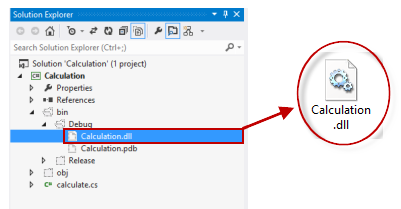 Solution Explorer
Search Solution Explorer (Ctrl+;)
Solution 'Calculation' (1 project)
C# Calculation
Properties
References
bin
Debug
Calculation.dll
Calculation.pdb
Release
obj
C# calculate.cs
Calculation
.dll